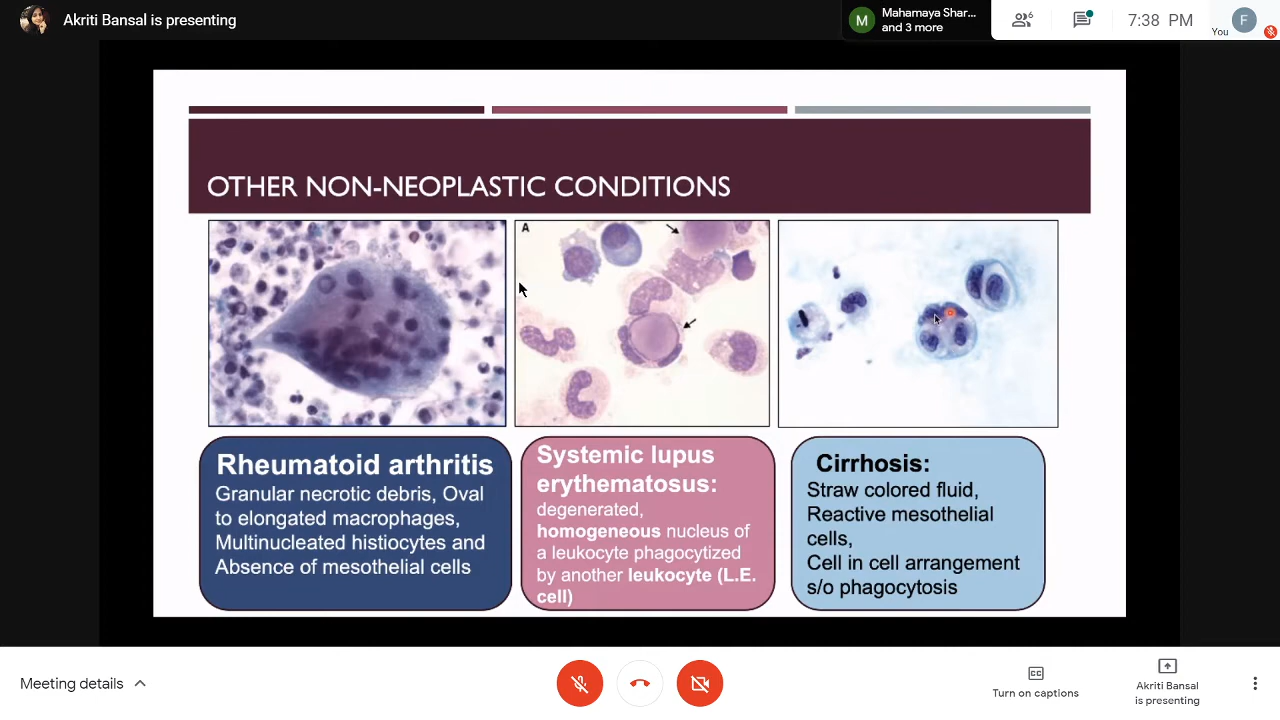 Akriti Bansal is presenting
M
Mahamaya Shar...
and 3 more
6
7:38 PM
You
F
OTHER NON-NEOPLASTIC CONDITIONS
A
Rheumatoid arthritis
Granular necrotic debris, Oval
to elongated macrophages,
Multinucleated histiocytes and
Absence of mesothelial cells
Systemic lupus
erythematosus:
degenerated,
homogeneous nucleus of
a leukocyte phagocytized
by another leukocyte (L.E.
cell)
Cirrhosis:
Straw colored fluid,
Reactive mesothelial
cells,
Cell in cell arrangement
s/o phagocytosis
Meeting details
CC
Turn on captions
Akriti Bansal
is presenting